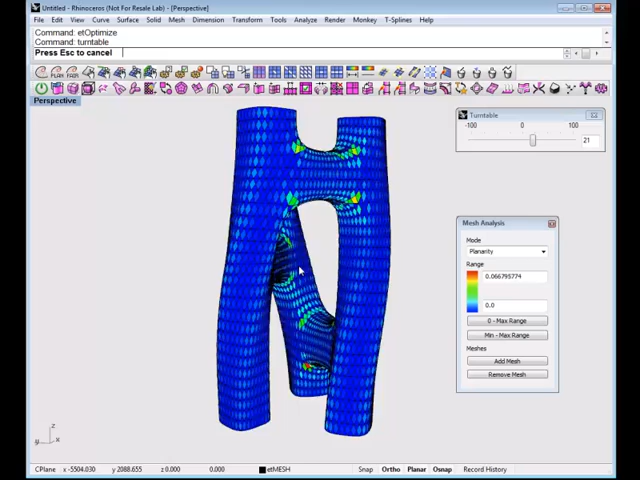 Untitled - Rhinoceros (Not For Resale Lab) - [Perspective]
File Edit View Curve Surface Solid Mesh Dimension Transform Tools Analyze Render Monkey T-Splines Help
Command: etOptimize
Command: turntable
Press Esc to cancel
Perspective
Turntable
-100 0 100
21
Mesh Analysis
Mode
Planarity
Range
0.066795774
0.0
0 - Max Range
Min - Max Range
Meshes
Add Mesh
Remove Mesh
z
y x
CPlane x -5504.030 y 2088.655 z 0.000 0.000 etMESH Snap Ortho Planar Osnap Record History